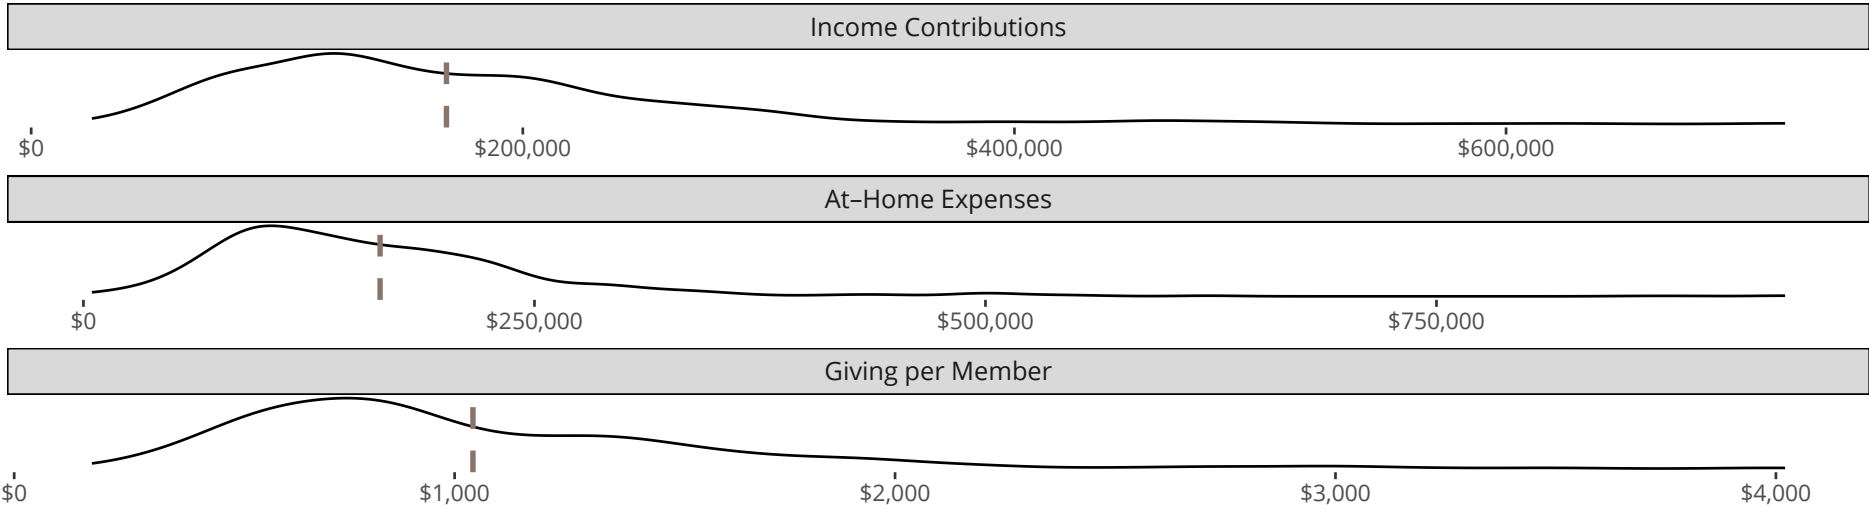 Income Contributions
$0 $200,000 $400,000 $600,000
At–Home Expenses
$0 $250,000 $500,000 $750,000
Giving per Member
$0 $1,000 $2,000 $3,000 $4,000